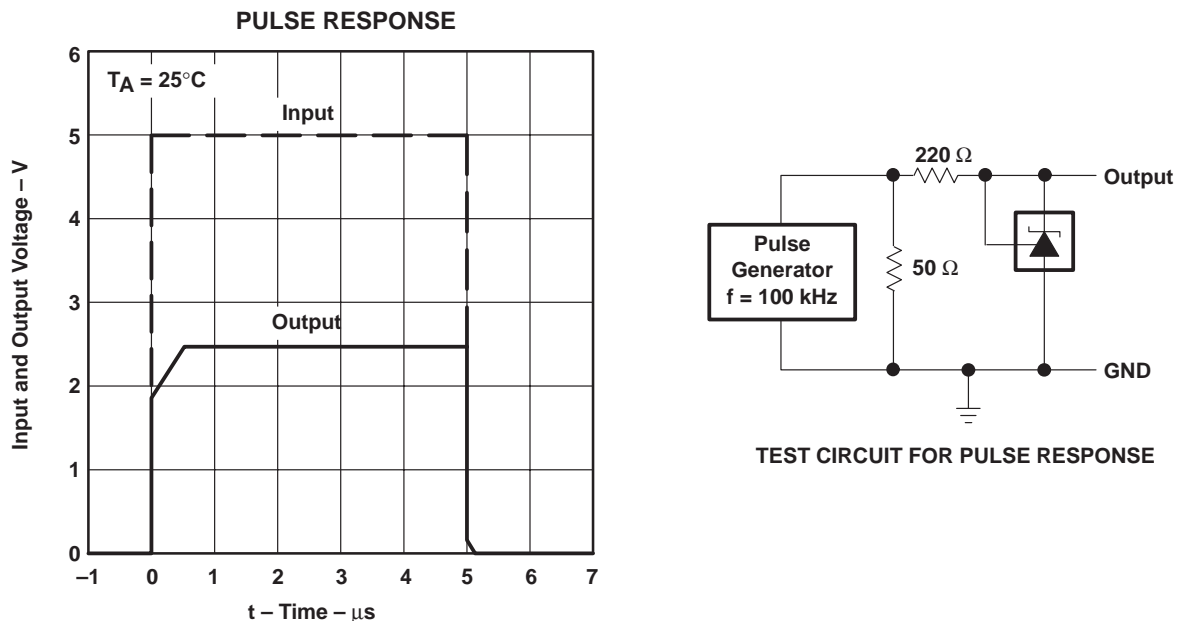 PULSE RESPONSE
6
TA = 25°C
Input
5
4
3
Output
2
1
0
–1 0 1 2 3 4 5 6 7
t – Time – μs
Input and Output Voltage – V
220 Ω
Output
Pulse
Generator
f = 100 kHz
50 Ω
GND
TEST CIRCUIT FOR PULSE RESPONSE